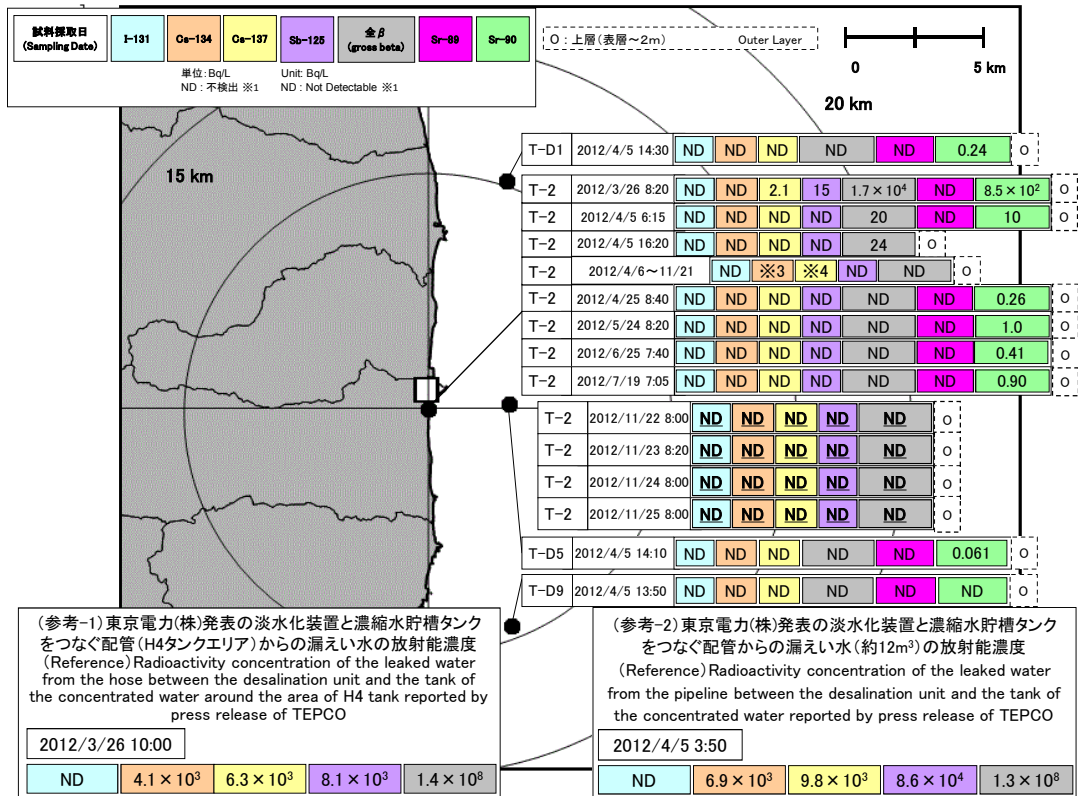 試料採取日 I-131 Cs-134 Cs-137 Sb-125 全β Sr-89 Sr-90
(Sampling Date) (gross beta)
単位: Bq/L Unit: Bq/L
ND : 不検出 ※1 ND : Not Detectable ※1
O : 上層(表層～2m) Outer Layer
0 5 km
20 km
15 km
T-D1 2012/4/5 14:30 ND ND ND ND ND 0.24 O
T-2 2012/3/26 8:20 ND ND 2.1 15 1.7×10⁴ ND 8.5×10² O
T-2 2012/4/5 6:15 ND ND ND ND 20 ND 10 O
T-2 2012/4/5 16:20 ND ND ND ND 24 O
T-2 2012/4/6～11/21 ND ※3 ※4 ND ND O
T-2 2012/4/25 8:40 ND ND ND ND ND ND 0.26 O
T-2 2012/5/24 8:20 ND ND ND ND ND ND 1.0 O
T-2 2012/6/25 7:40 ND ND ND ND ND ND 0.41 O
T-2 2012/7/19 7:05 ND ND ND ND ND ND 0.90 O
T-2 2012/11/22 8:00 ND ND ND ND ND O
T-2 2012/11/23 8:20 ND ND ND ND ND O
T-2 2012/11/24 8:00 ND ND ND ND ND O
T-2 2012/11/25 8:00 ND ND ND ND ND O
T-D5 2012/4/5 14:10 ND ND ND ND ND 0.061 O
T-D9 2012/4/5 13:50 ND ND ND ND ND ND O
(参考-1)東京電力(株)発表の淡水化装置と濃縮水貯槽タンク
をつなぐ配管(H4タンクエリア)からの漏えい水の放射能濃度
(Reference)Radioactivity concentration of the leaked water
from the hose between the desalination unit and the tank of
the concentrated water around the area of H4 tank reported by
press release of TEPCO
2012/3/26 10:00
ND 4.1×10³ 6.3×10³ 8.1×10³ 1.4×10⁸
(参考-2)東京電力(株)発表の淡水化装置と濃縮水貯槽タンク
をつなぐ配管からの漏えい水(約12m³)の放射能濃度
(Reference)Radioactivity concentration of the leaked water
from the pipeline between the desalination unit and the tank of
the concentrated water reported by press release of TEPCO
2012/4/5 3:50
ND 6.9×10³ 9.8×10³ 8.6×10⁴ 1.3×10⁸